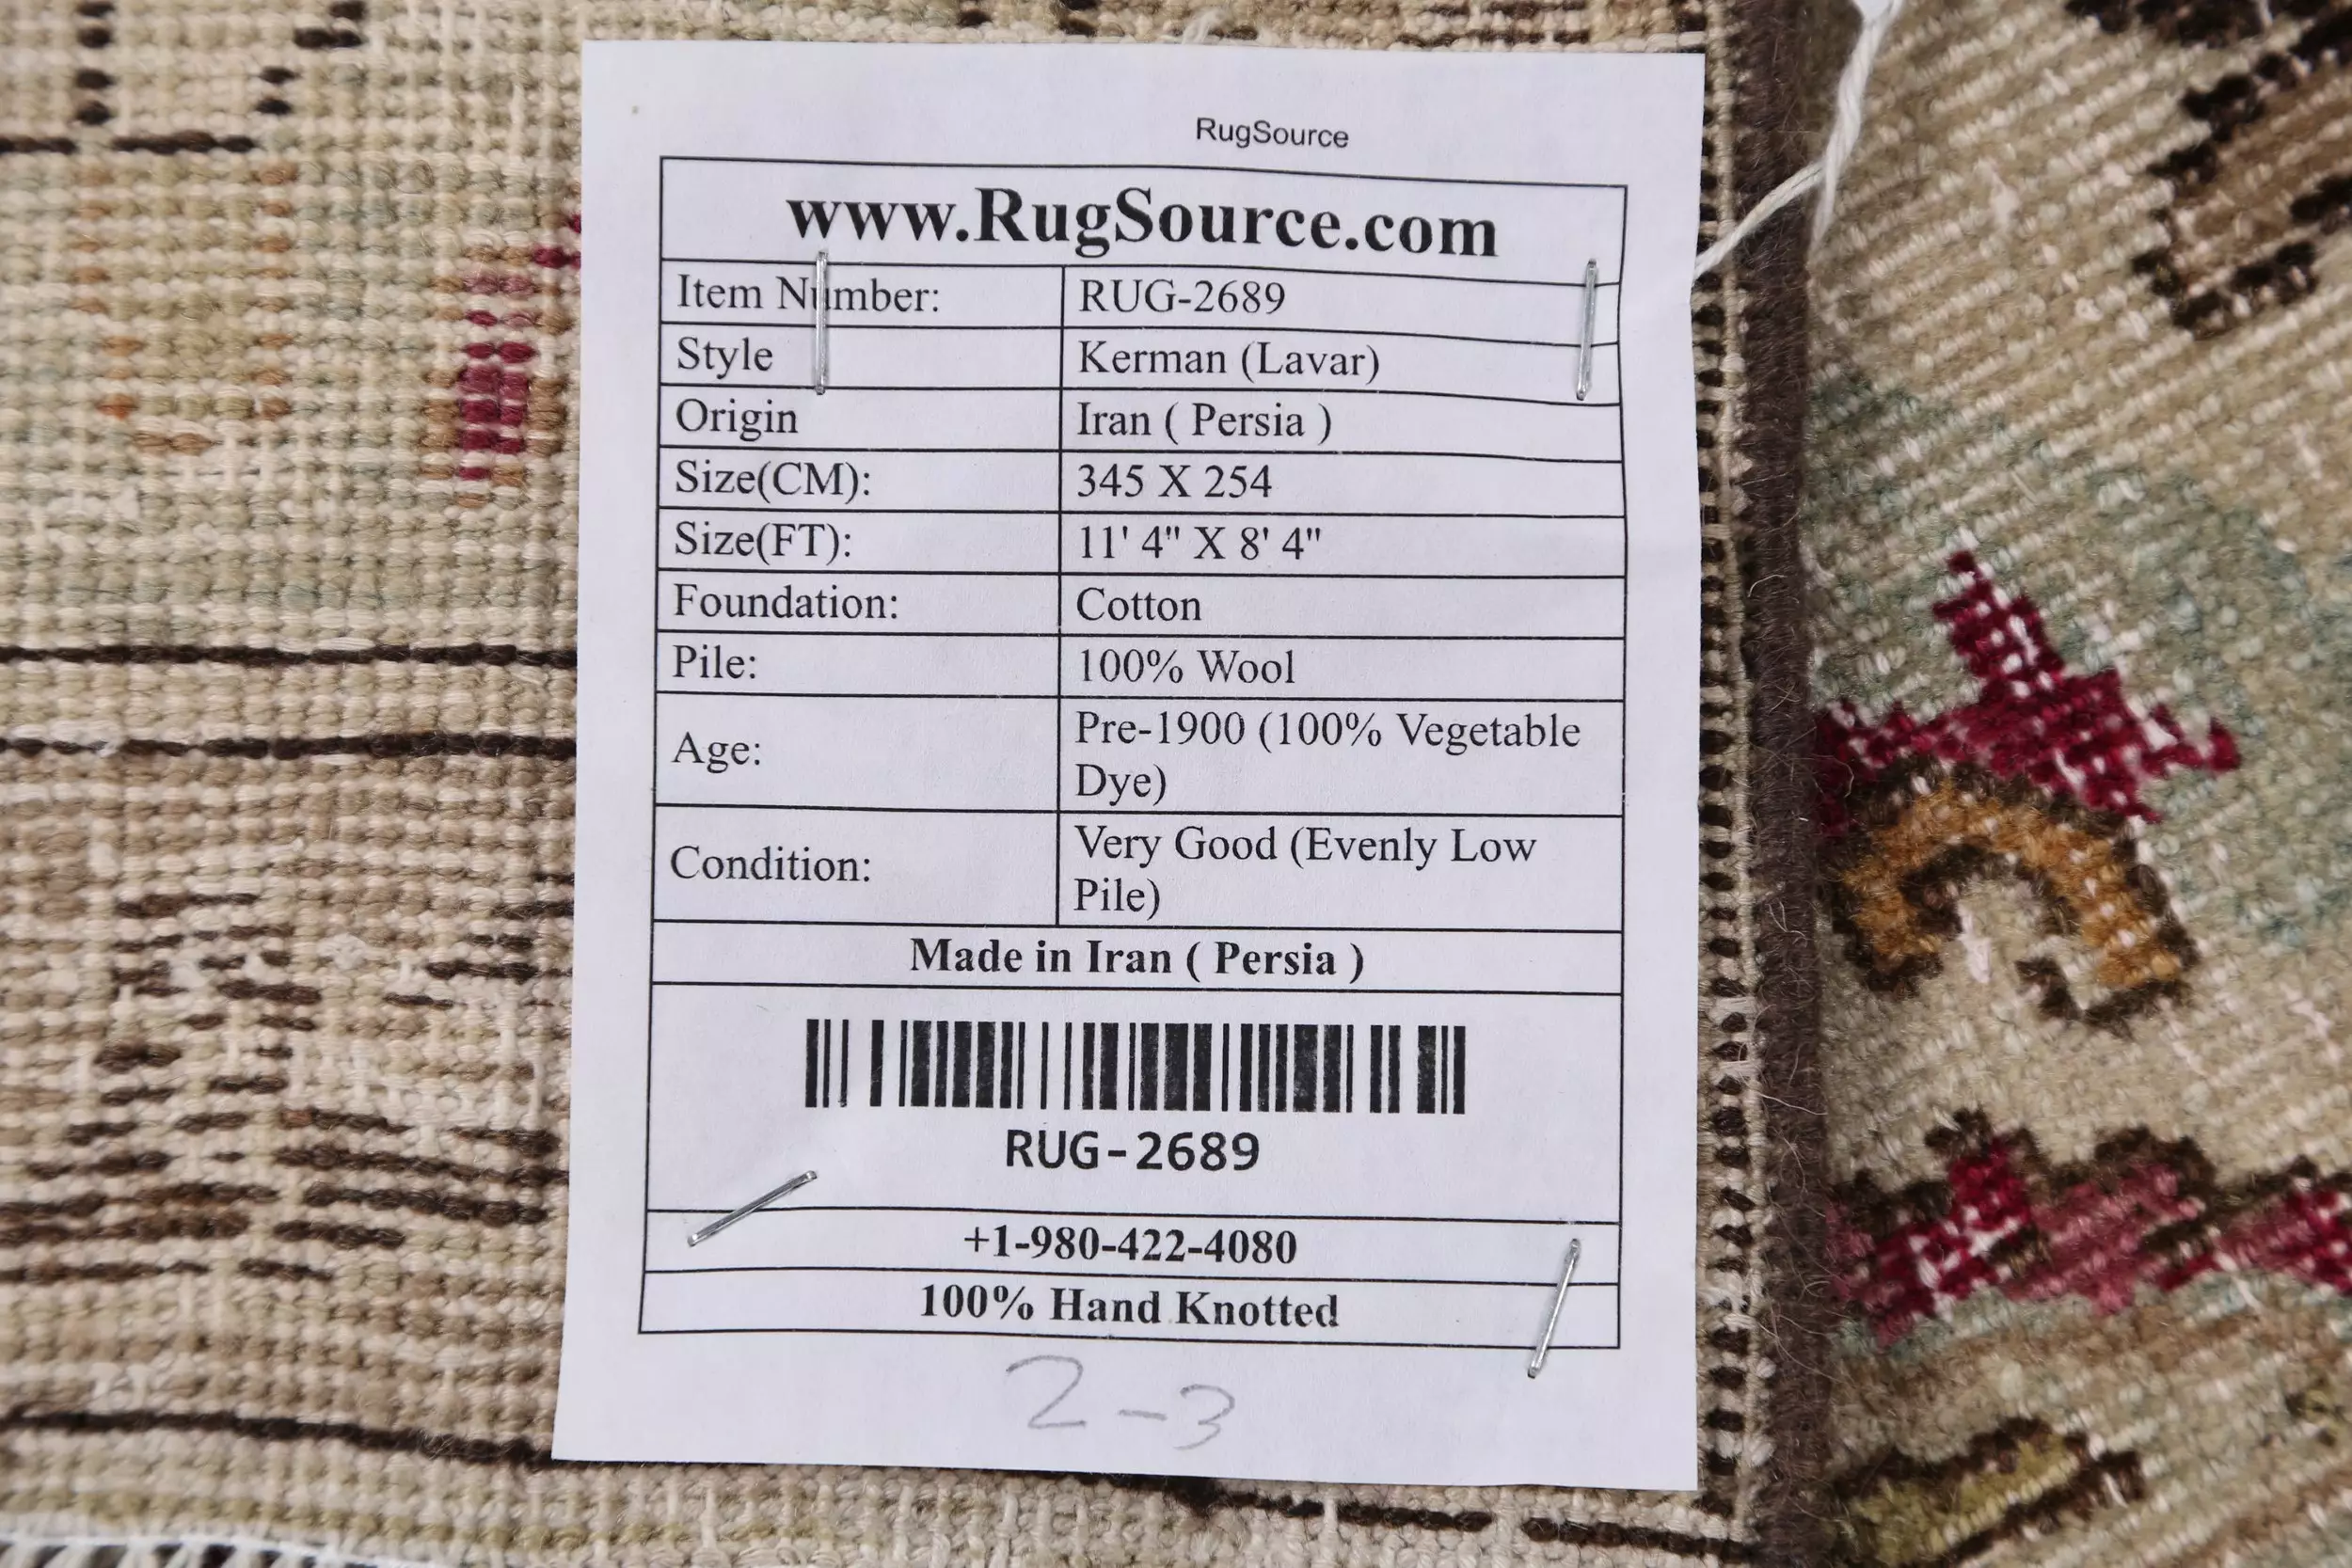 RugSource
www.RugSource.com
Item Number: RUG-2689
Style Kerman (Lavar)
Origin Iran ( Persia )
Size(CM): 345 X 254
Size(FT): 11' 4" X 8' 4"
Foundation: Cotton
Pile: 100% Wool
Age: Pre-1900 (100% Vegetable
Dye)
Condition: Very Good (Evenly Low
Pile)
Made in Iran ( Persia )
RUG-2689
+1-980-422-4080
100% Hand Knotted
2-3